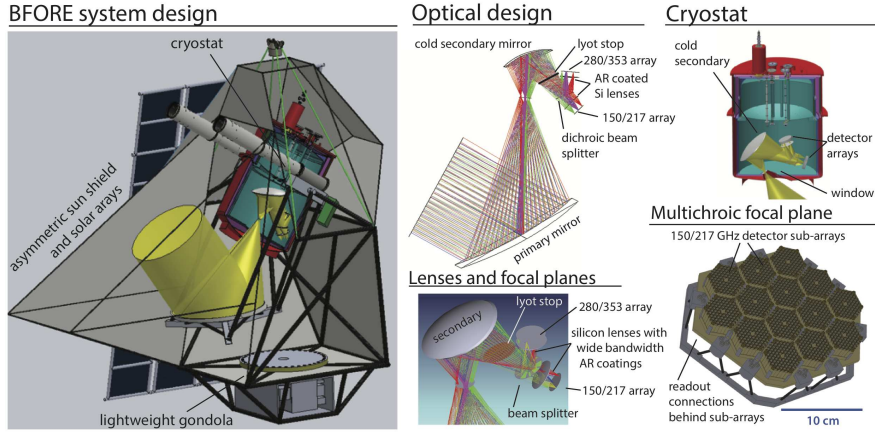 BFORE system design
cryostat
asymmetric sun shield
and solar arays
lightweight gondola
Optical design
cold secondary mirror
lyot stop
280/353 array
AR coated
Si lenses
150/217 array
dichroic beam
splitter
primary mirror
Lenses and focal planes
lyot stop
secondary
280/353 array
silicon lenses with
wide bandwidth
AR coatings
150/217 array
beam splitter
Cryostat
cold
secondary
detector
arrays
window
Multichroic focal plane
150/217 GHz detector sub-arrays
readout
connections
behind sub-arrays
10 cm